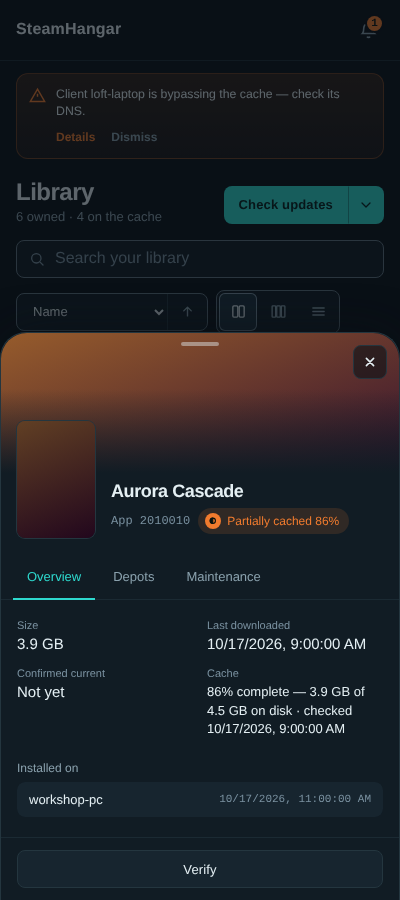 SteamHangar
1
Client loft-laptop is bypassing the cache — check its
DNS.
Details Dismiss
Library
6 owned · 4 on the cache
Check updates
Search your library
Name
Aurora Cascade
App 2010010 Partially cached 86%
Overview Depots Maintenance
Size
3.9 GB
Last downloaded
10/17/2026, 9:00:00 AM
Confirmed current
Not yet
Cache
86% complete — 3.9 GB of
4.5 GB on disk · checked
10/17/2026, 9:00:00 AM
Installed on
workshop-pc 10/17/2026, 11:00:00 AM
Verify